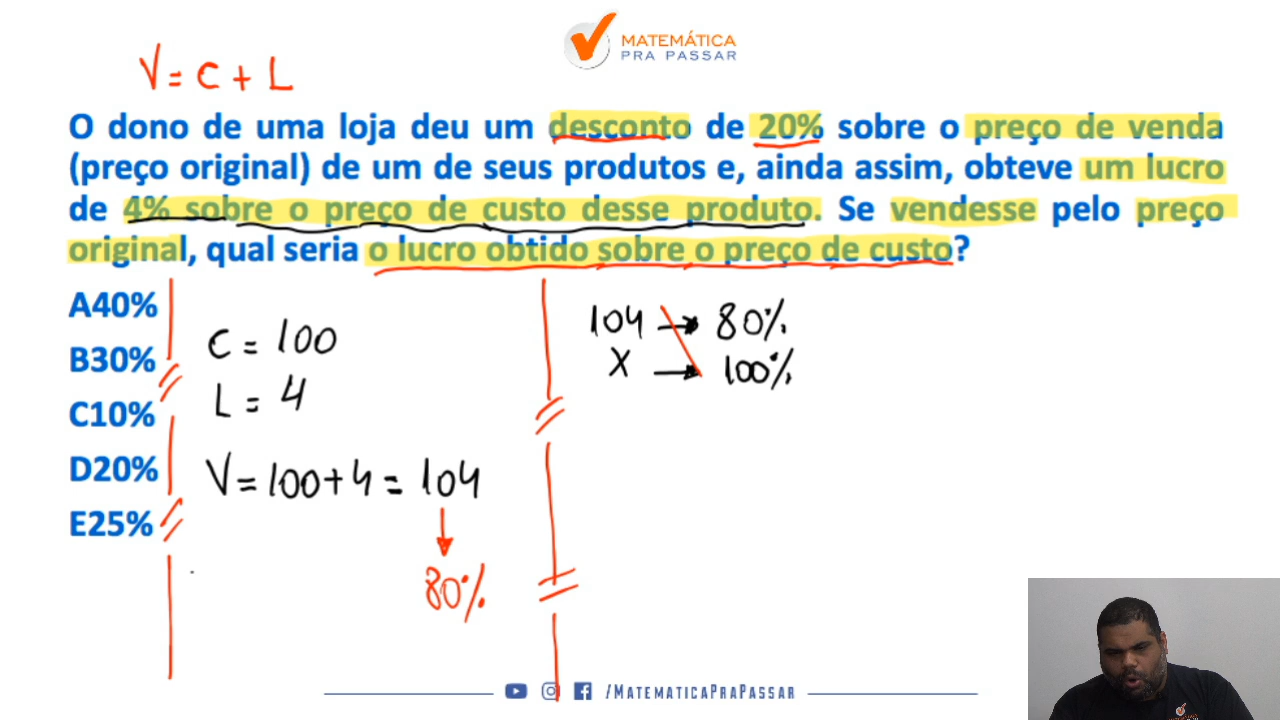 MATEMÁTICA
PRA PASSAR
V = C + L
O dono de uma loja deu um desconto de 20% sobre o preço de venda
(preço original) de um de seus produtos e, ainda assim, obteve um lucro
de 4% sobre o preço de custo desse produto. Se vendesse pelo preço
original, qual seria o lucro obtido sobre o preço de custo?
A40%
B30%
C10%
D20%
E25%
C = 100
L = 4
V = 100 + 4 = 104
80%
104 → 80%
X → 100%
/MATEMATICAPRAPASSAR